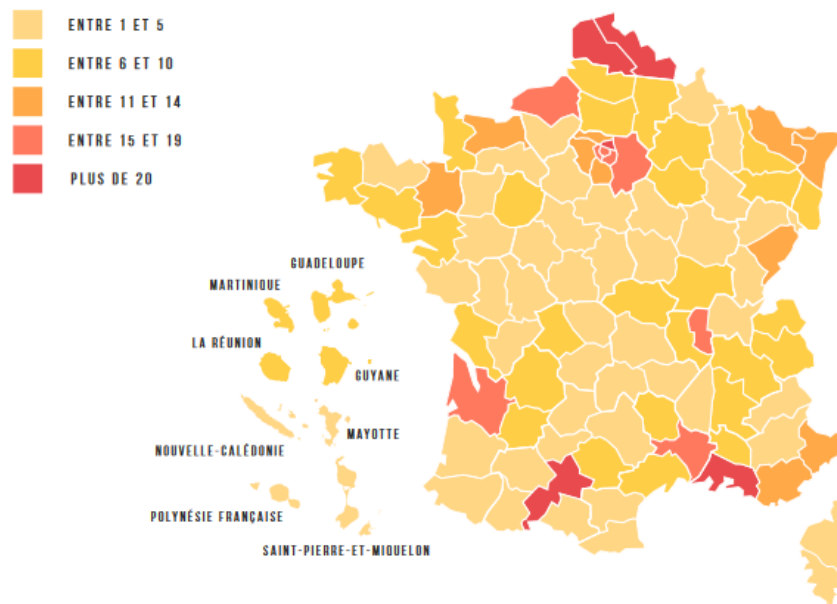 ENTRE 1 ET 5
ENTRE 6 ET 10
ENTRE 11 ET 14
ENTRE 15 ET 19
PLUS DE 20
GUADELOUPE
MARTINIQUE
LA RÉUNION
GUYANE
MAYOTTE
NOUVELLE-CALÉDONIE
POLYNÉSIE FRANÇAISE
SAINT-PIERRE-ET-MIQUELON